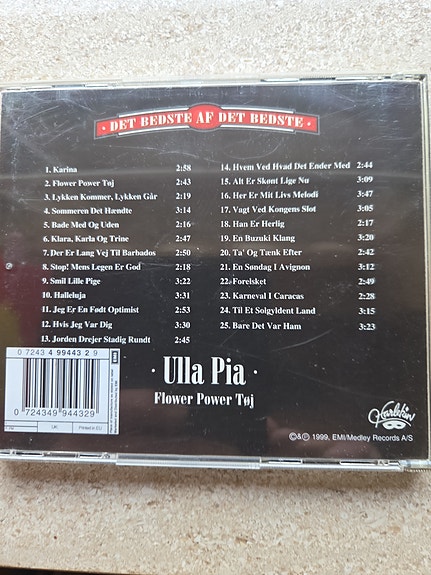 · DET BEDSTE AF DET BEDSTE ·
1. Karina 2:58
2. Flower Power Tøj 2:42
3. Lykken Kommer, Lykken Går 2:19
4. Sommeren Det Hændte 3:14
5. Bade Med Og Uden 2:16
6. Klara, Karla Og Trine 2:47
7. Der Er Lang Vej Til Barbados 2:50
8. Stop! Mens Legen Er God 2:18
9. Smil Lille Pige 3:22
10. Halleluja 3:31
11. Jeg Er En Født Optimist 2:53
12. Hvis Jeg Var Dig 3:30
13. Jorden Drejer Stadig Rundt 2:45
14. Hvem Ved Hvad Det Ender Med 2:44
15. Alt Er Skønt Lige Nu 3:09
16. Her Er Mit Livs Melodi 3:47
17. Vagt Ved Kongens Slot 3:05
18. Han Er Herlig 2:17
19. En Buzuki Klang 3:20
20. Ta' Og Tænk Efter 2:42
21. En Søndag I Avignon 3:12
22. Forelsket 2:49
23. Karneval I Caracas 2:28
24. Til Et Solgyldent Land 3:15
25. Bare Det Var Ham 3:23
0 7243 4 99443 2 9
0 724349 944329
EMI
UK:
Printed in EU.
· Ulla Pia ·
Flower Power Tøj
Karlekin
©&℗ 1999, EMI/Medley Records A/S